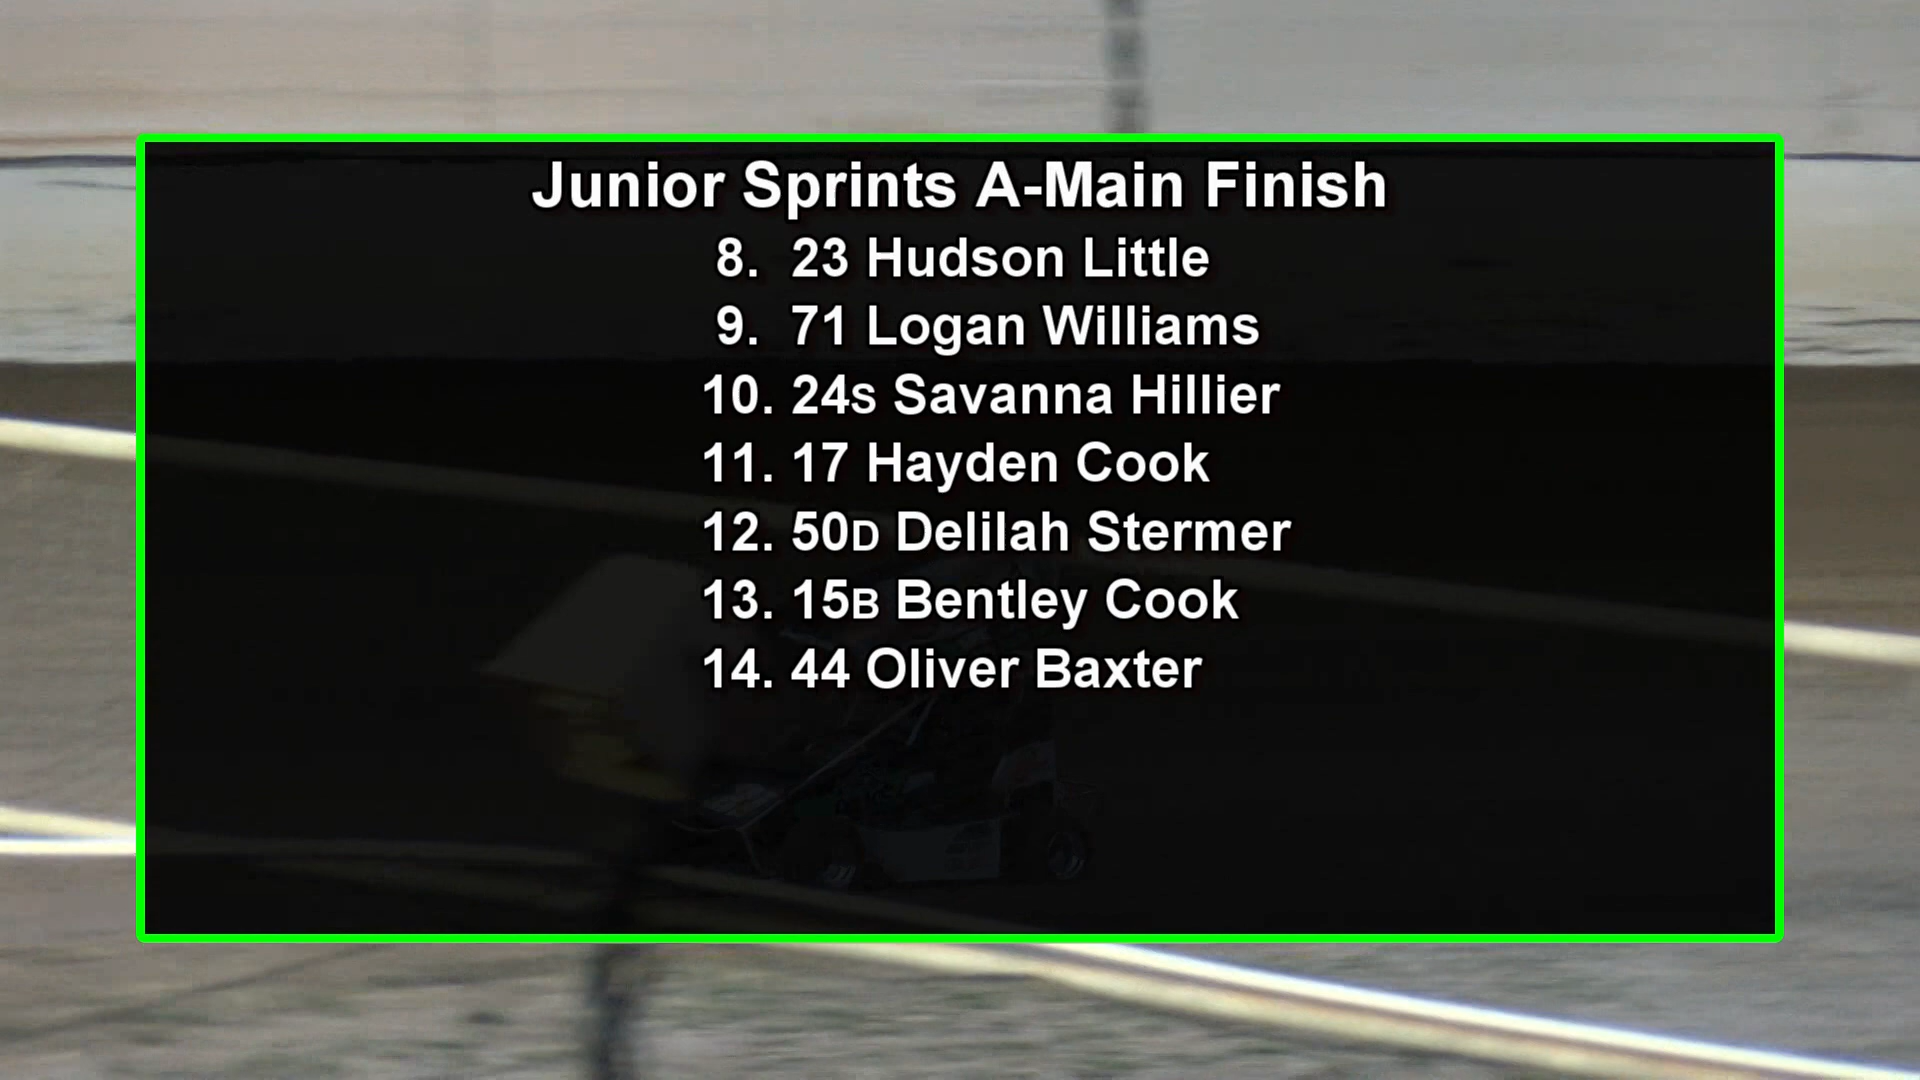 Junior Sprints A-Main Finish
8. 23 Hudson Little
9. 71 Logan Williams
10. 24s Savanna Hillier
11. 17 Hayden Cook
12. 50D Delilah Stermer
13. 15B Bentley Cook
14. 44 Oliver Baxter